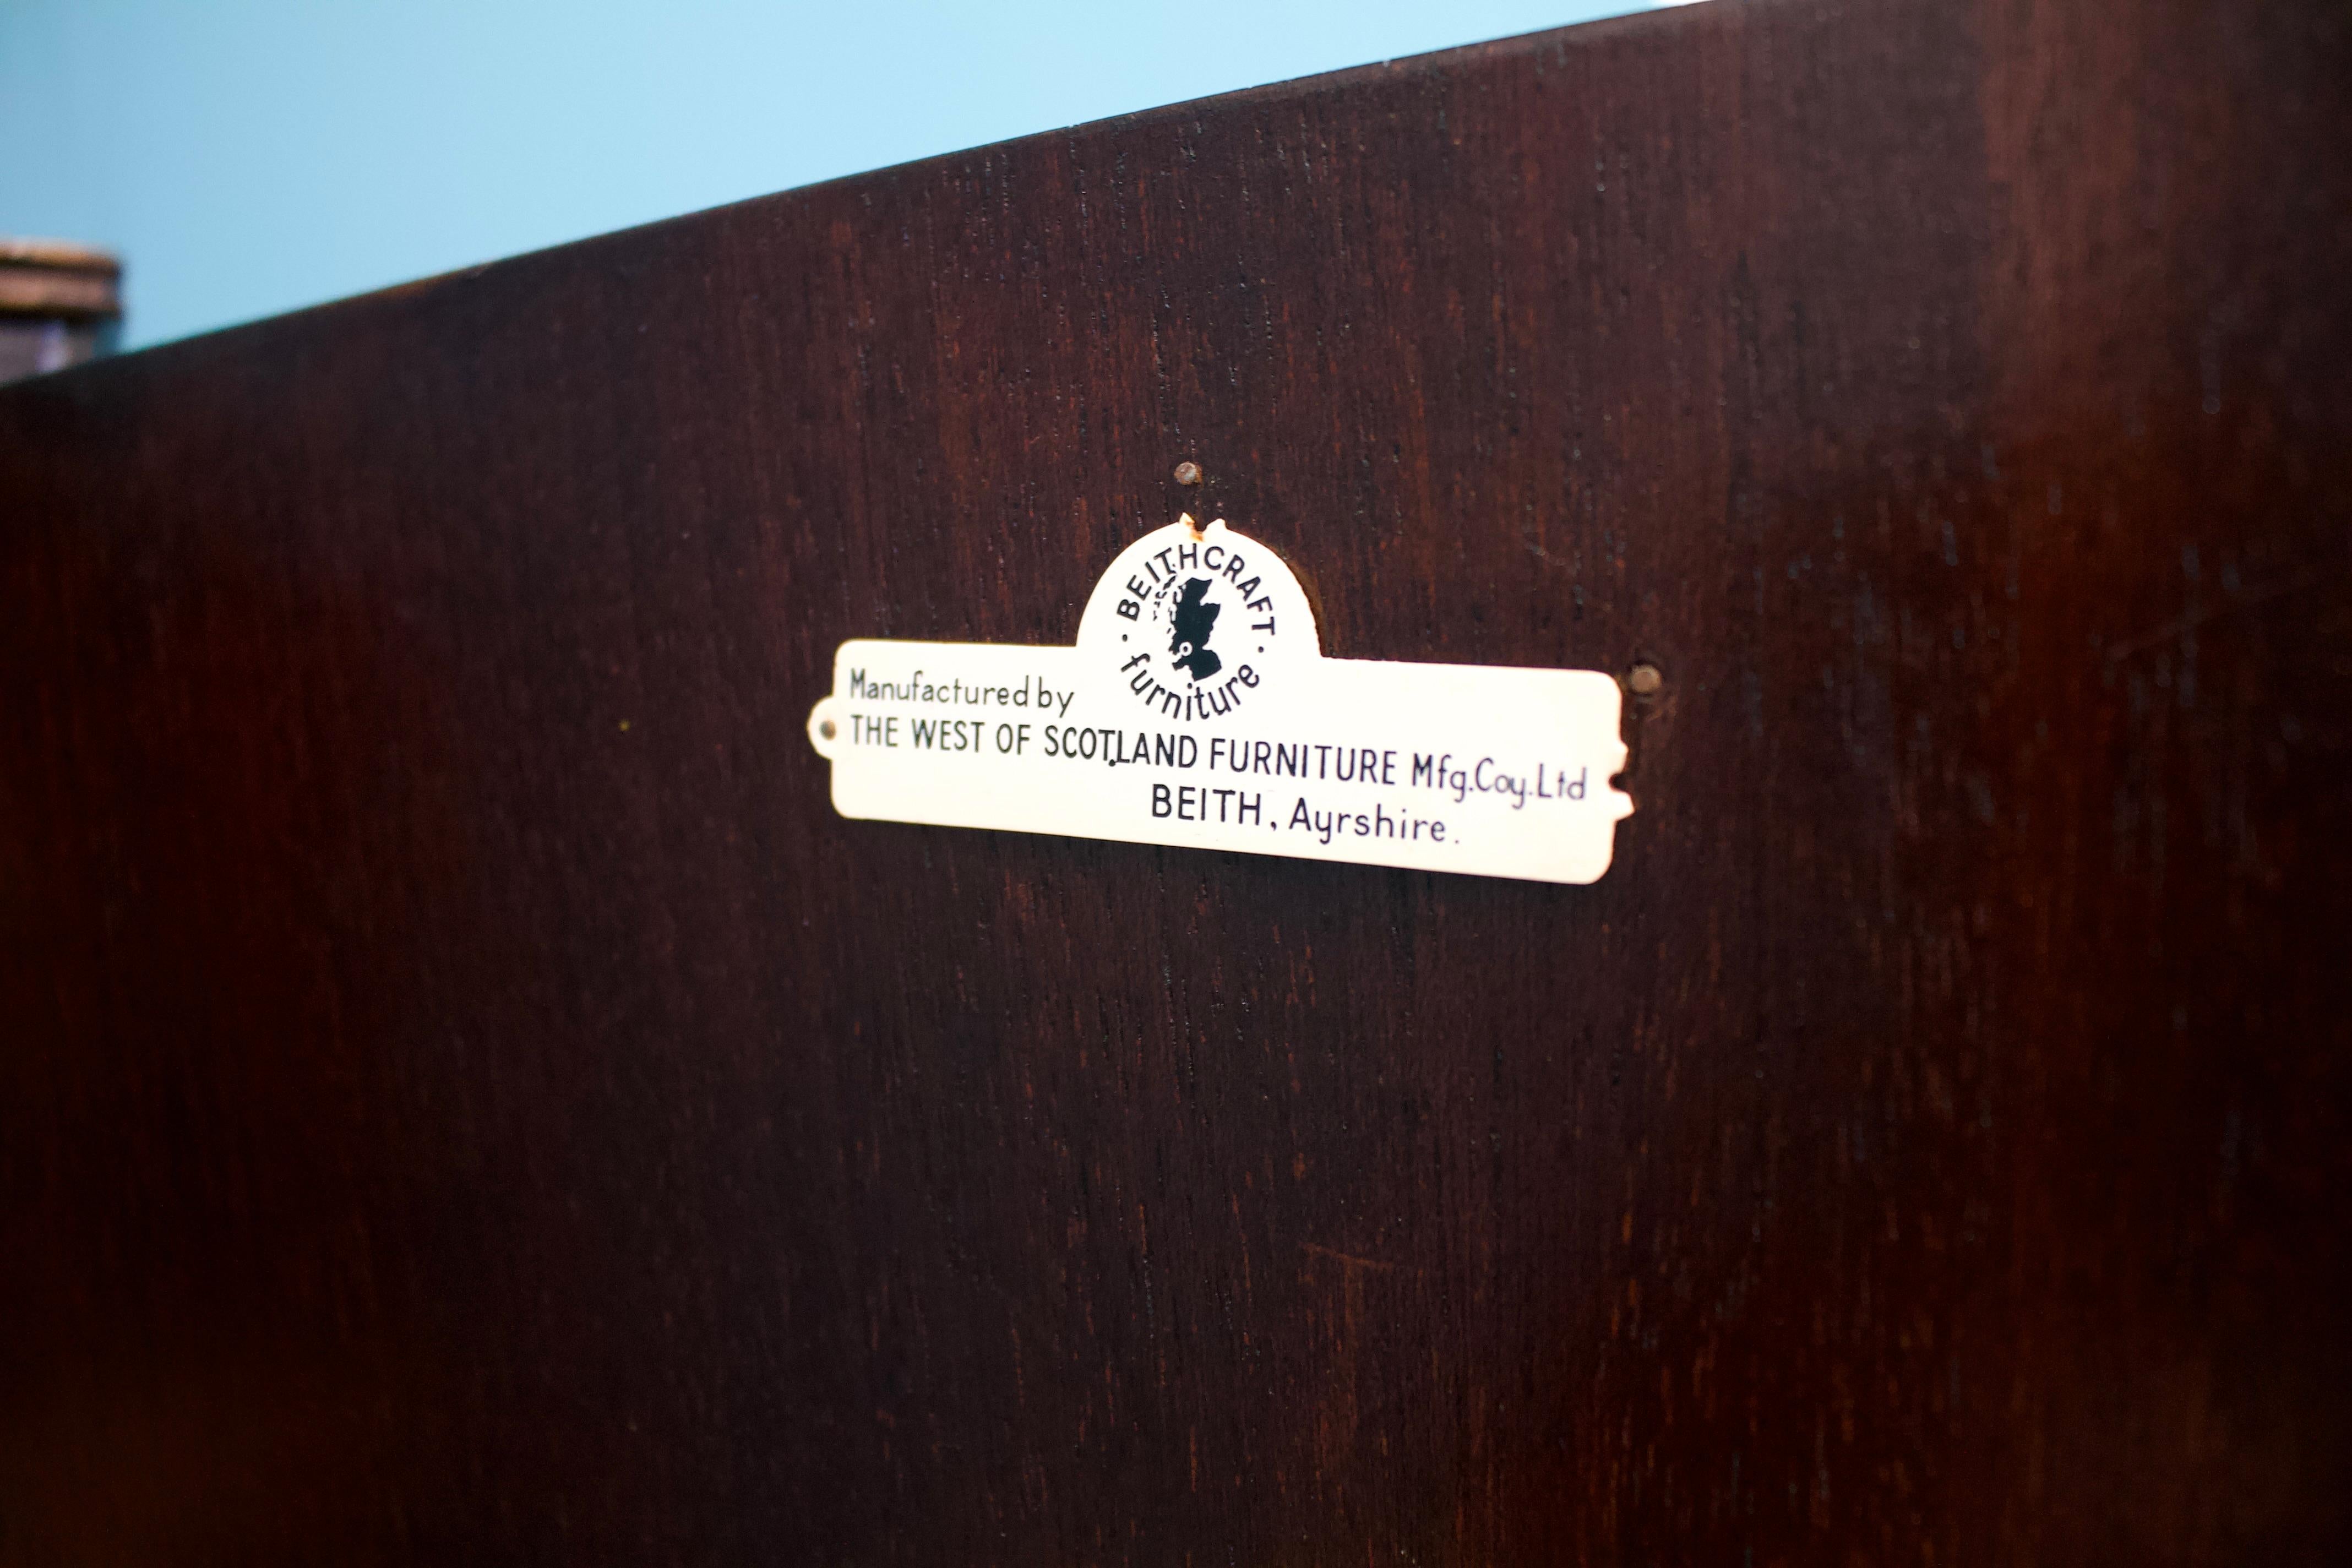 BEITHCRAFT
furniture
Manufactured by
THE WEST OF SCOTLAND FURNITURE Mfg.Coy.Ltd
BEITH, Ayrshire.